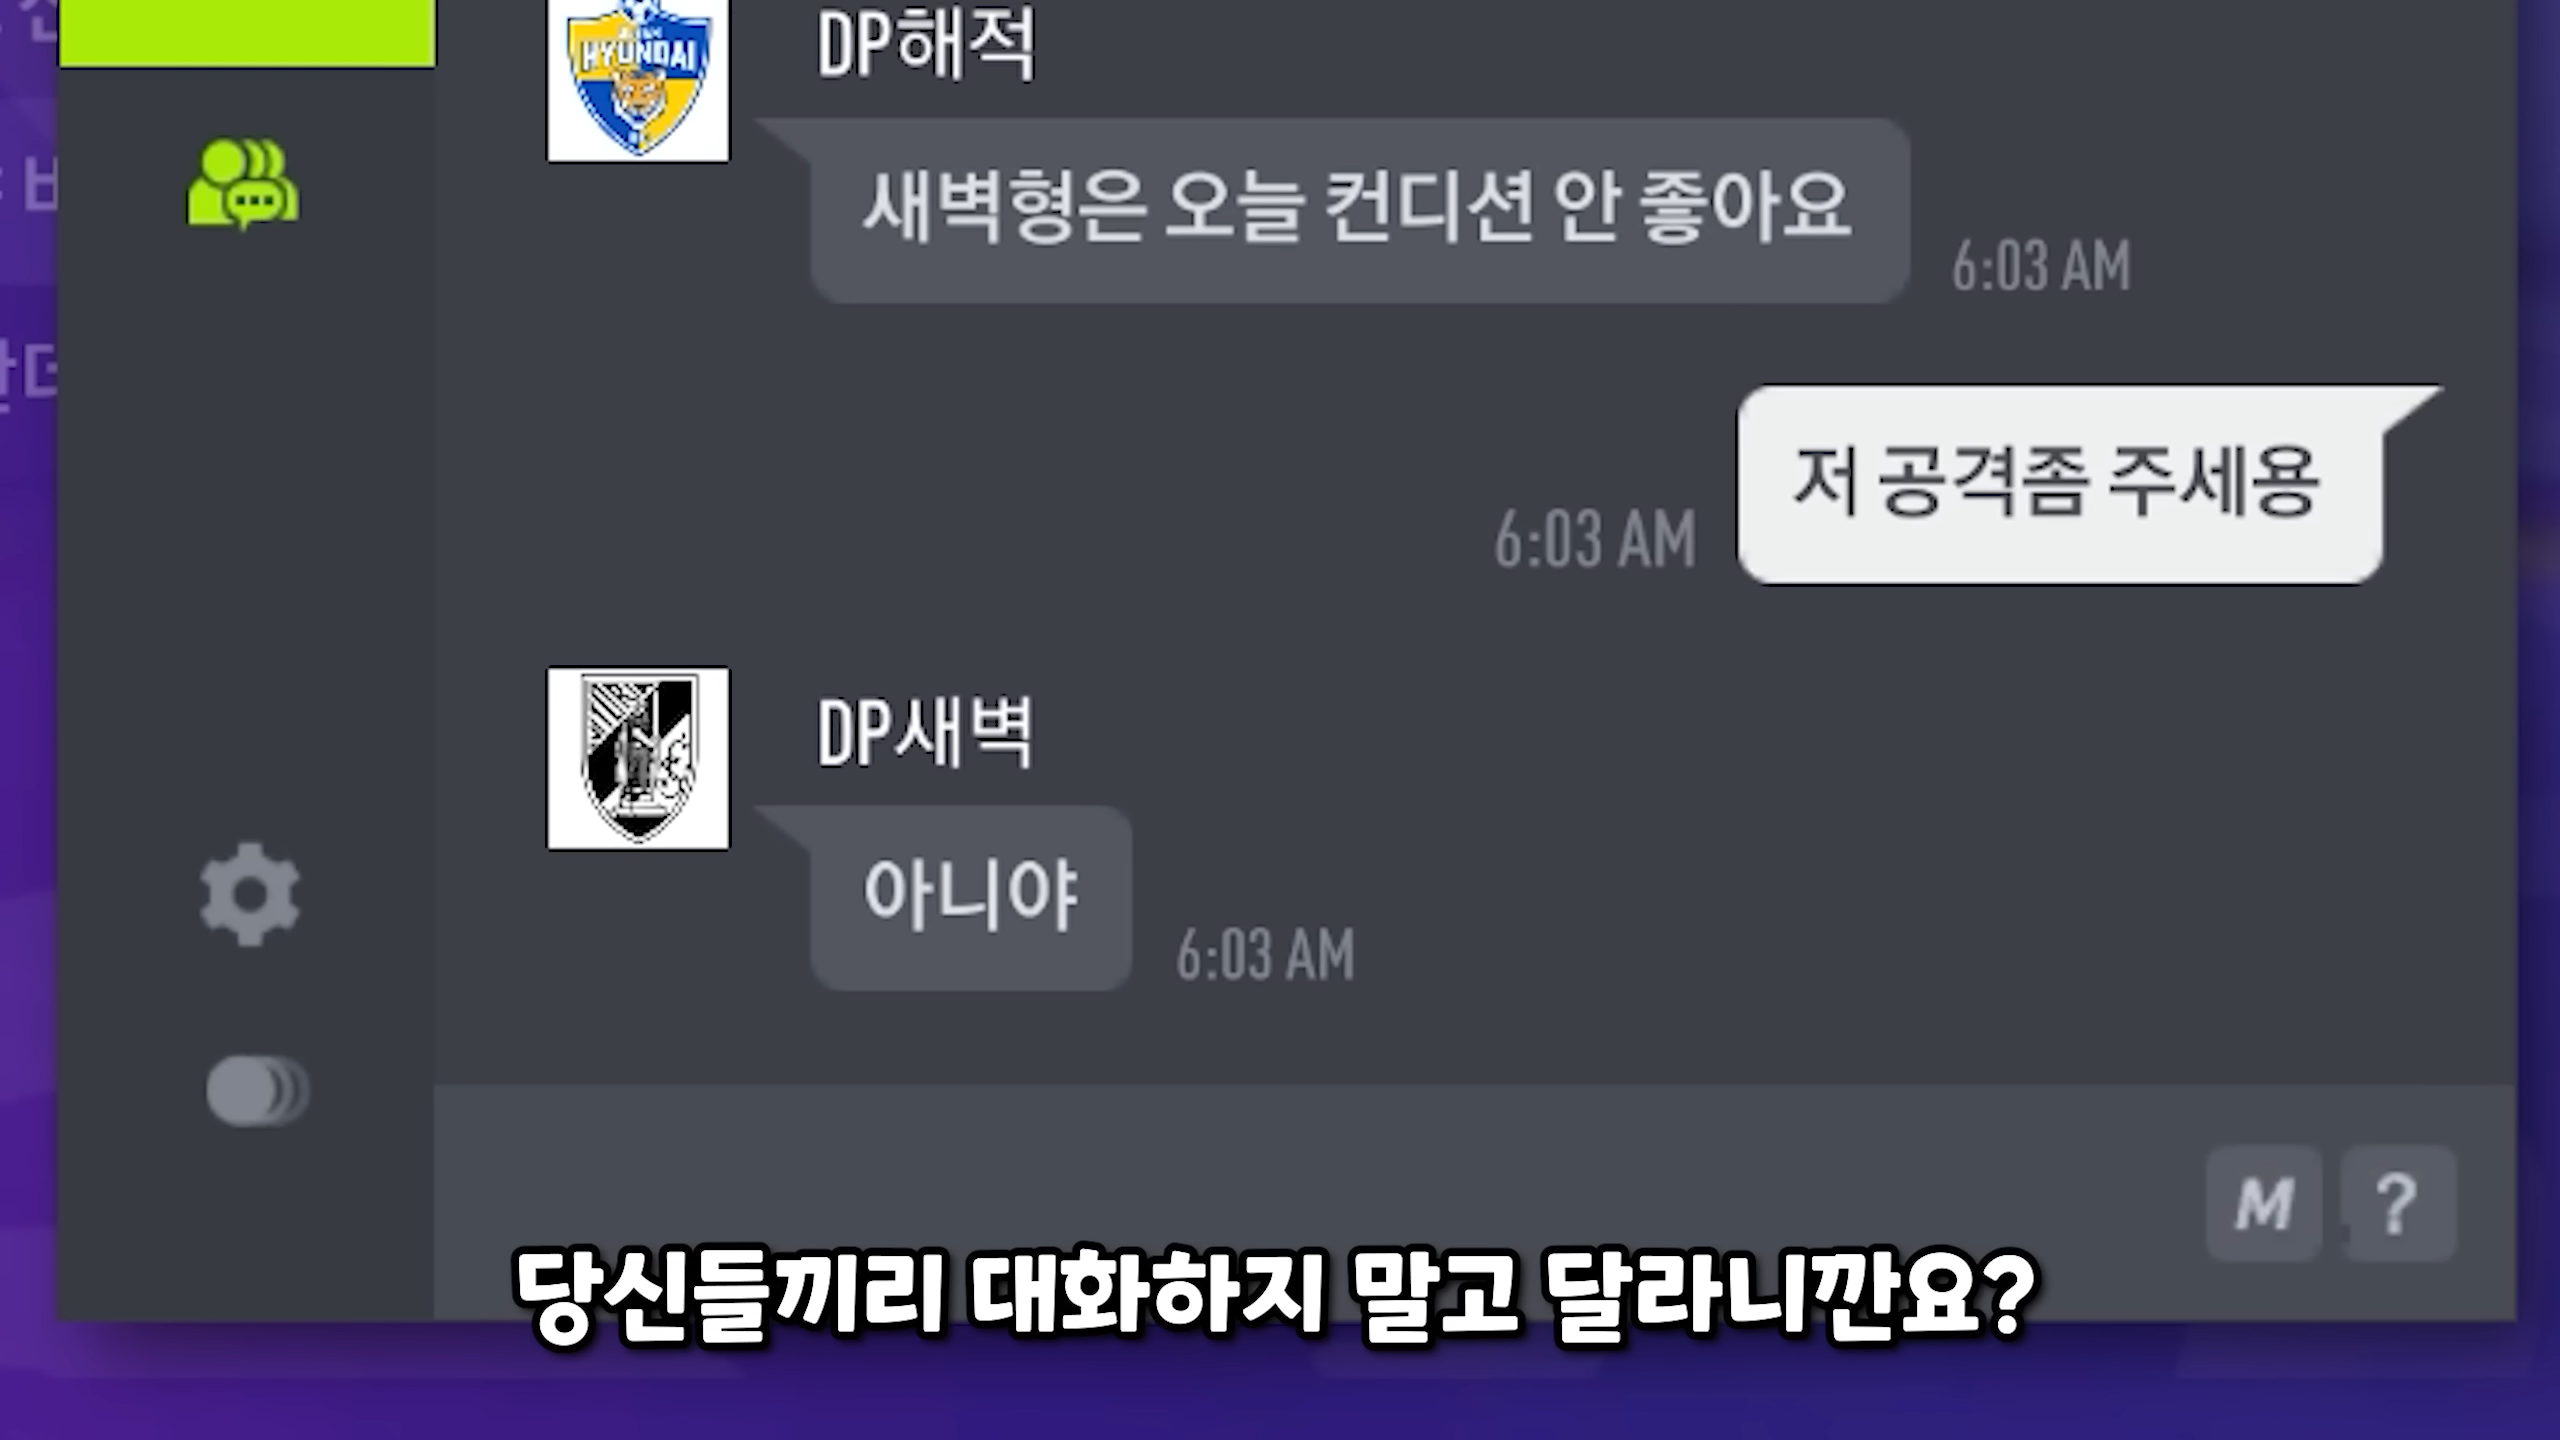 HYUNDAI
DP해적
새벽형은 오늘 컨디션 안 좋아요
6:03 AM
저 공격좀 주세용
6:03 AM
DP새벽
아니야
6:03 AM
M ?
당신들끼리 대화하지 말고 달라니깐요?